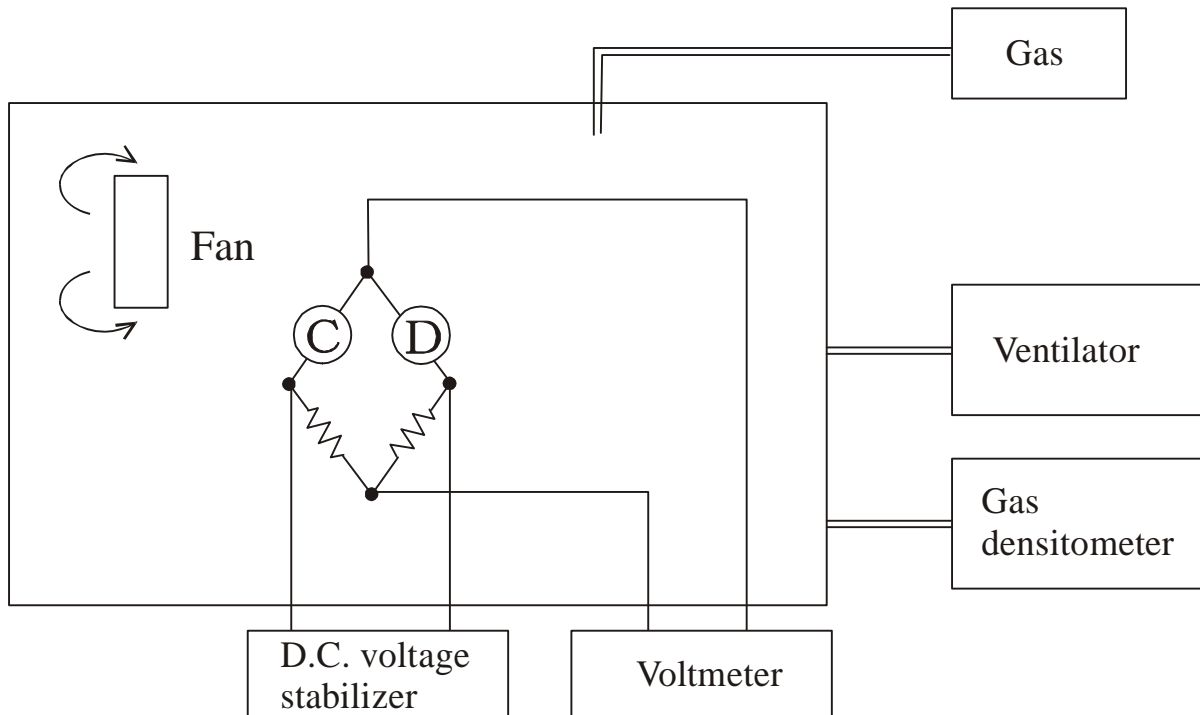 Gas
Fan
C
D
Ventilator
Gas
densitometer
D.C. voltage
stabilizer
Voltmeter